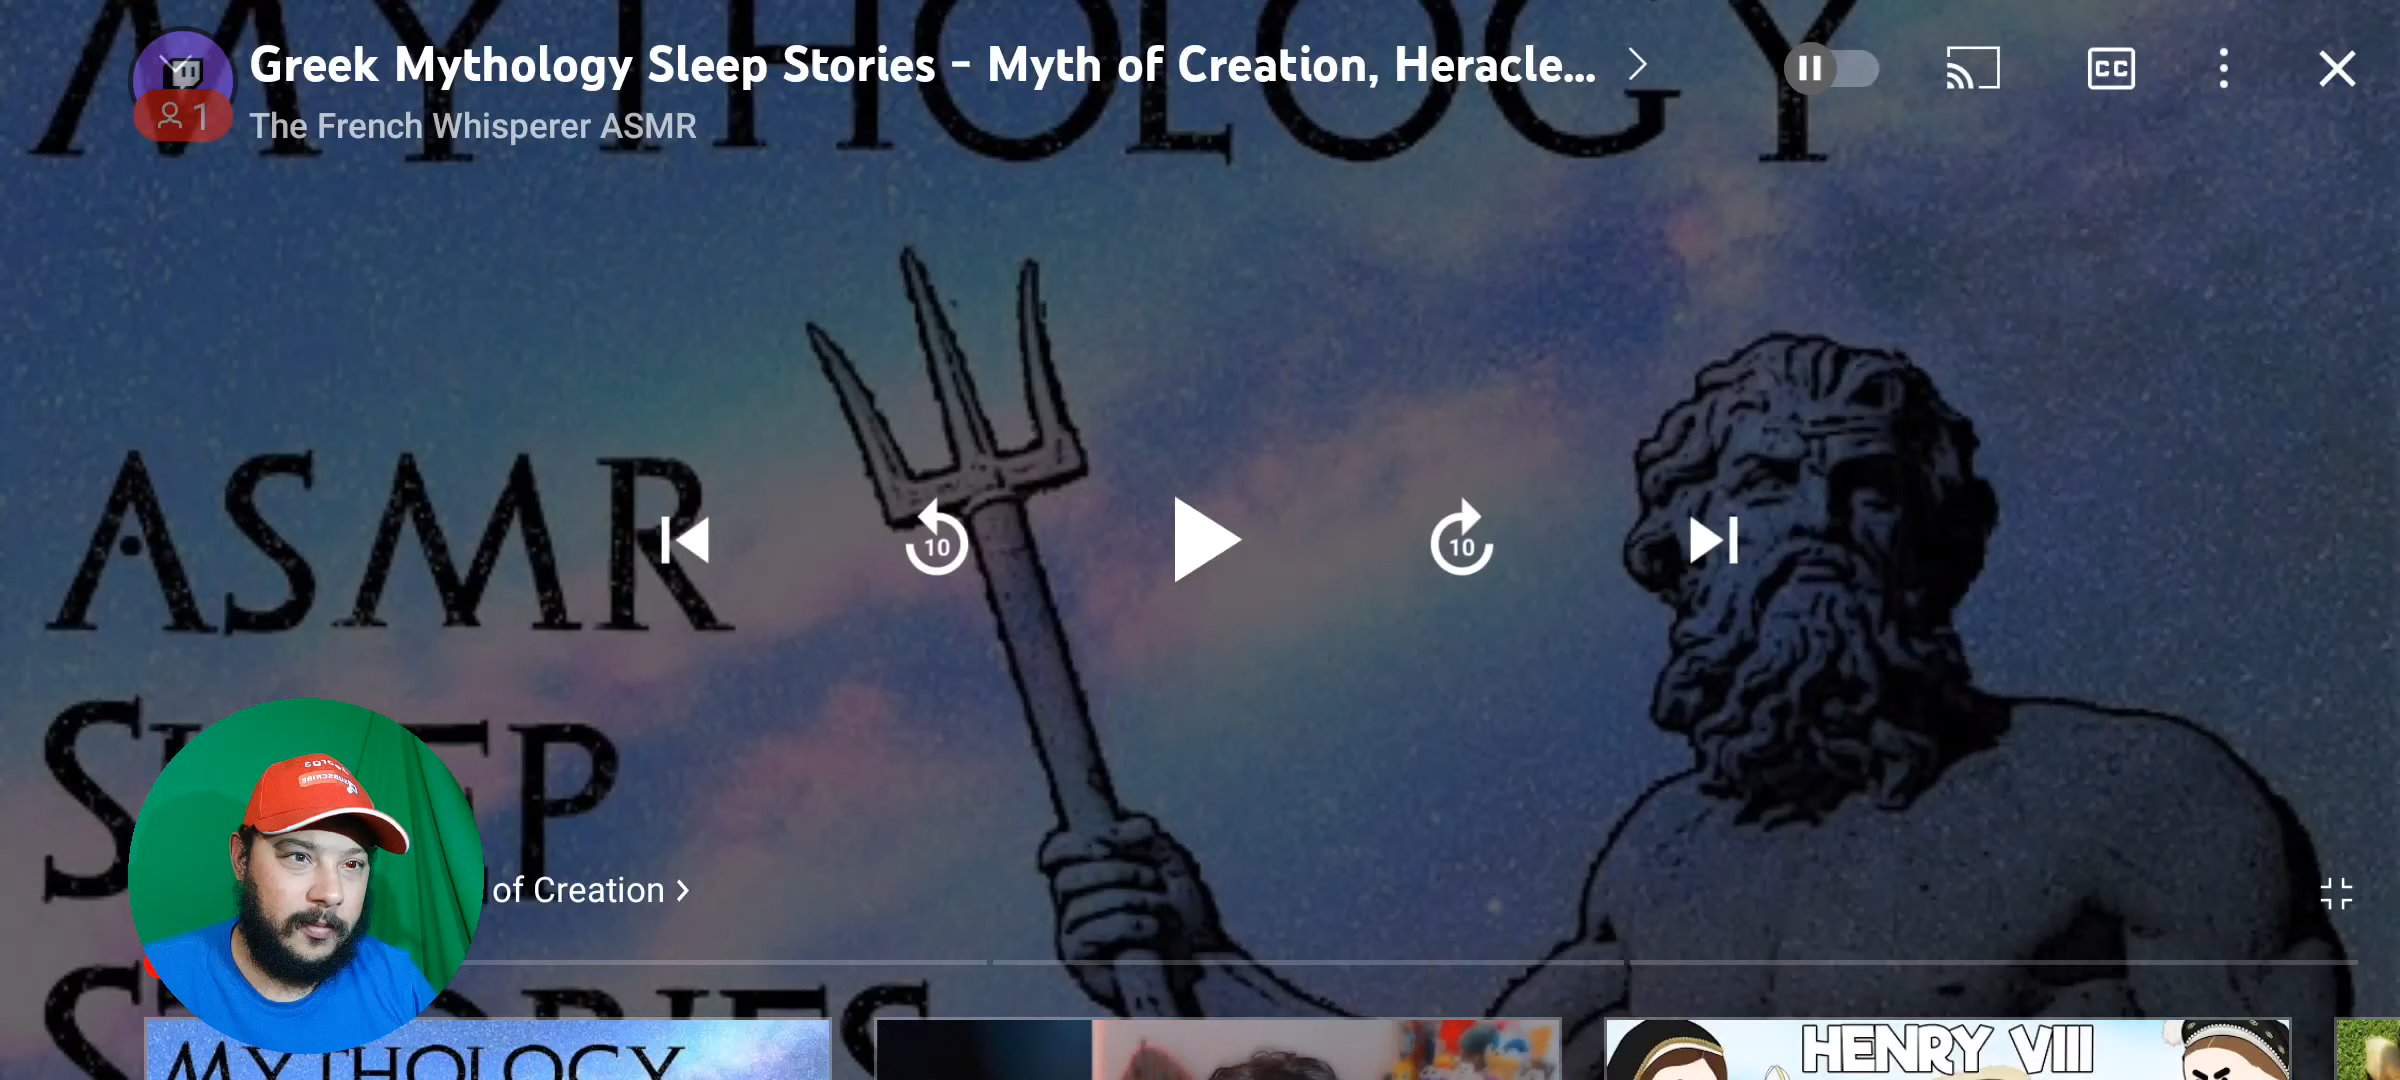 MYTHOLOGY
Greek Mythology Sleep Stories - Myth of Creation, Heracle...
The French Whisperer ASMR
1
CC
ASMR
10
10
of Creation
MYTHOLOGY
HENRY VIII